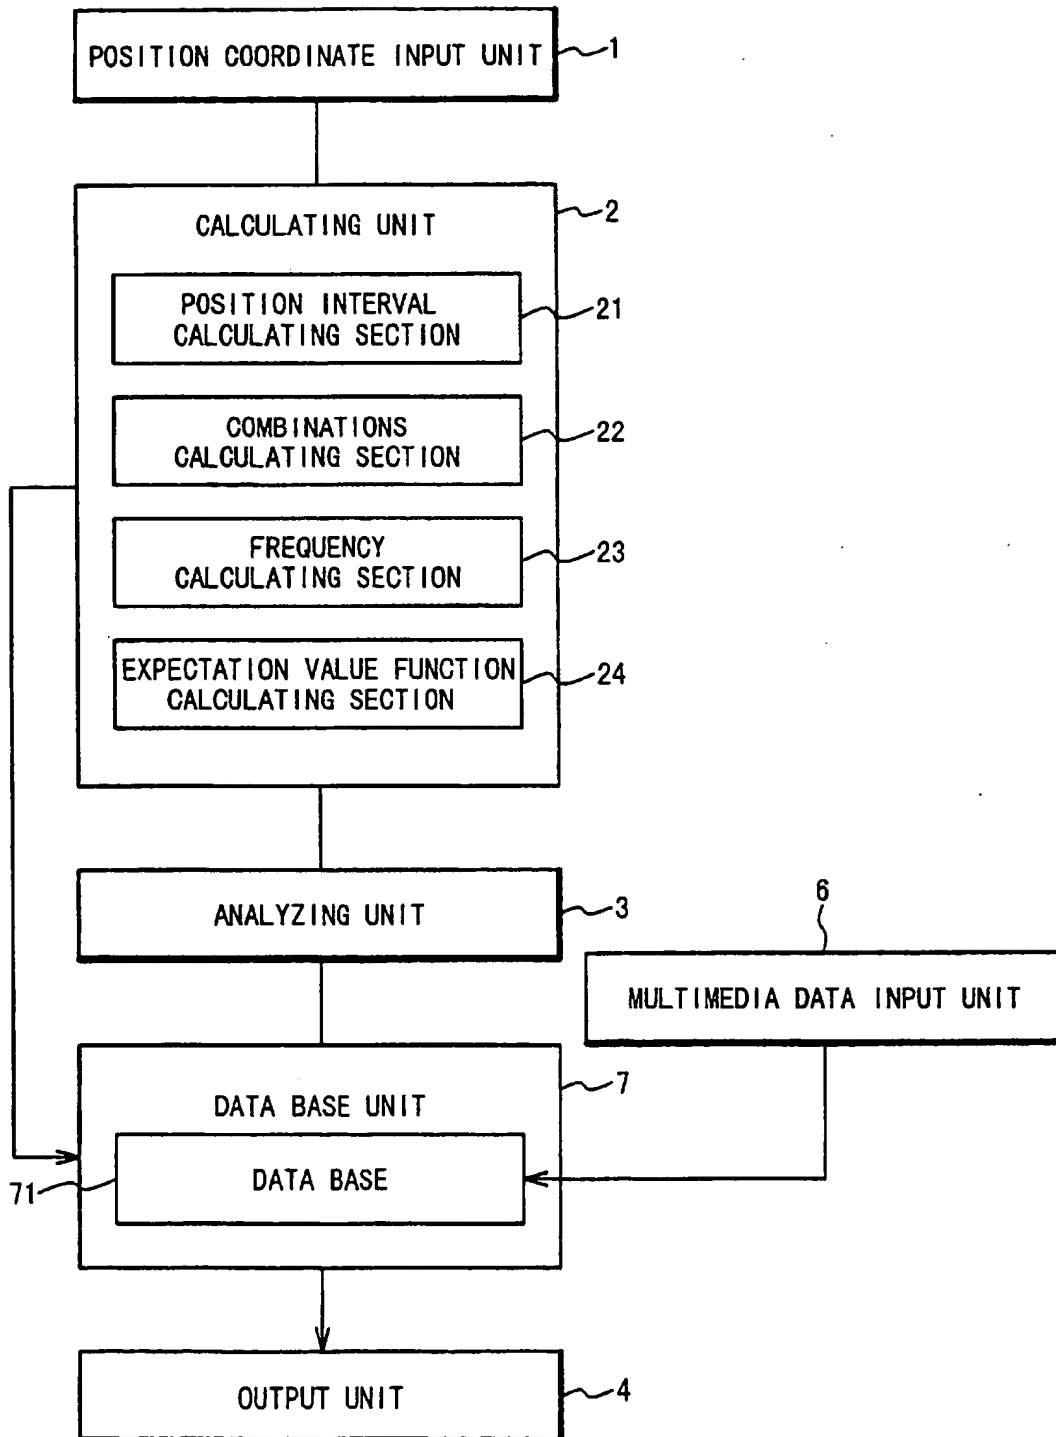 POSITION COORDINATE INPUT UNIT
1
CALCULATING UNIT
2
POSITION INTERVAL
CALCULATING SECTION
21
COMBINATIONS
CALCULATING SECTION
22
FREQUENCY
CALCULATING SECTION
23
EXPECTATION VALUE FUNCTION
CALCULATING SECTION
24
ANALYZING UNIT
3
6
MULTIMEDIA DATA INPUT UNIT
DATA BASE UNIT
7
DATA BASE
71
OUTPUT UNIT
4